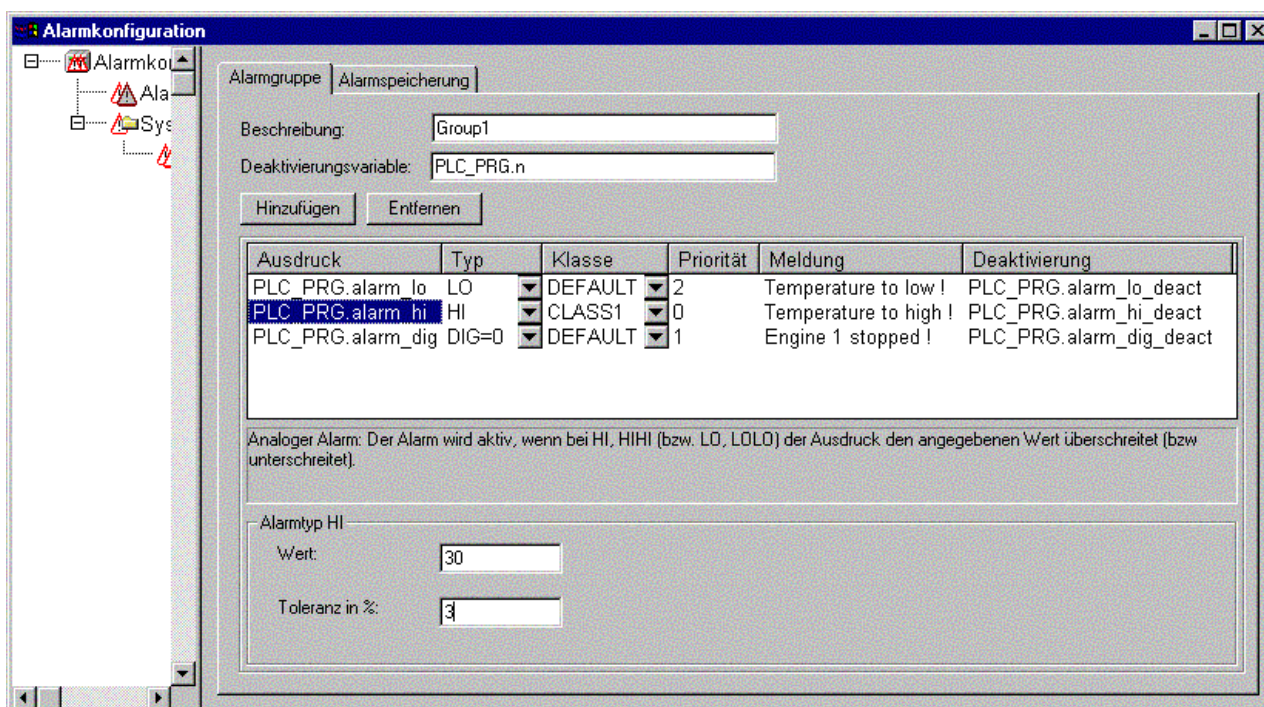 Alarmkonfiguration
Alarmko
Ala
Sys
Alarmgruppe Alarmspeicherung
Beschreibung: Group1
Deaktivierungsvariable: PLC_PRG.n
Hinzufügen Entfernen
Ausdruck Typ Klasse Priorität Meldung Deaktivierung
PLC_PRG.alarm_lo LO DEFAULT 2 Temperature to low ! PLC_PRG.alarm_lo_deact
PLC_PRG.alarm_hi HI CLASS1 0 Temperature to high ! PLC_PRG.alarm_hi_deact
PLC_PRG.alarm_dig DIG=0 DEFAULT 1 Engine 1 stopped ! PLC_PRG.alarm_dig_deact
Analoger Alarm: Der Alarm wird aktiv, wenn bei HI, HIHI (bzw. LO, LOLO) der Ausdruck den angegebenen Wert überschreitet (bzw
unterschreitet).
Alarmtyp HI
Wert: 30
Toleranz in %: 3